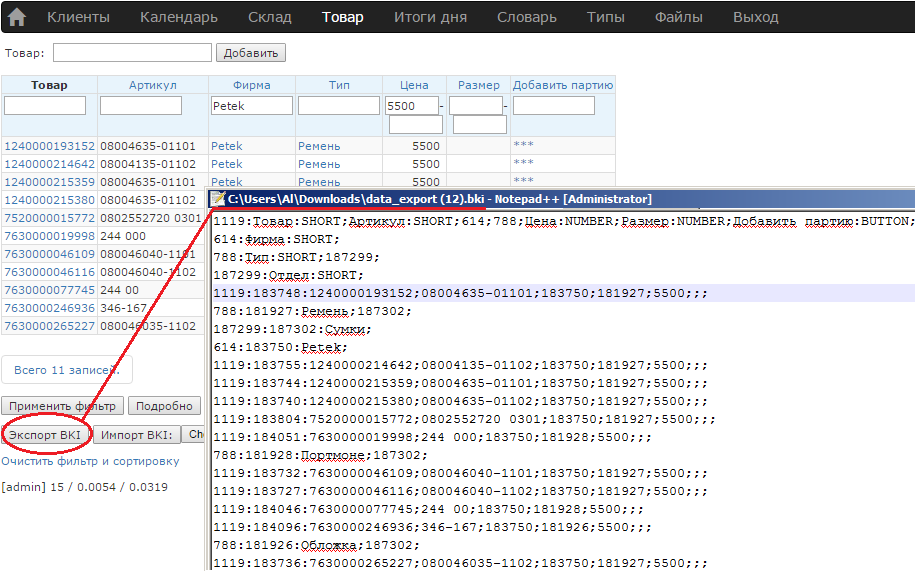 Клиенты Календарь Склад Товар Итоги дня Словарь Типы Файлы Выход
Товар: Добавить
Товар Артикул Фирма Тип Цена Размер Добавить партию
Petek 5500 - -
1240000193152 08004635-01101 Petek Ремень 5500 ***
1240000214642 08004135-01102 Petek Ремень 5500 ***
1240000215359 08004635-01101 Petek Ремень 5500 ***
1240000215380 08004635-01102
7520000015772 0802552720 0301
7630000019998 244 000
7630000046109 080046040-1101
7630000046116 080046040-1102
7630000077745 244 00
7630000246936 346-167
7630000265227 080046035-1102
Всего 11 записей.
Применить фильтр Подробно
Экспорт BKI Импорт BKI: Ch
Очистить фильтр и сортировку
[admin] 15 / 0.0054 / 0.0319
C:\Users\Al\Downloads\data_export (12).bki - Notepad++ [Administrator]
1119:Товар:SHORT;Артикул:SHORT;614;788;Цена:NUMBER;Размер:NUMBER;Добавить партию:BUTTON;
614:Фирма:SHORT;
788:Тип:SHORT;187299;
187299:Отдел:SHORT;
1119:183748:1240000193152;08004635-01101;183750;181927;5500;;;
788:181927:Ремень;187302;
187299:187302:Сумки;
614:183750:Petek;
1119:183755:1240000214642;08004135-01102;183750;181927;5500;;;
1119:183744:1240000215359;08004635-01101;183750;181927;5500;;;
1119:183740:1240000215380;08004635-01102;183750;181927;5500;;;
1119:183804:7520000015772;0802552720 0301;183750;181927;5500;;;
1119:184051:7630000019998;244 000;183750;181928;5500;;;
788:181928:Портмоне;187302;
1119:183732:7630000046109;080046040-1101;183750;181927;5500;;;
1119:183727:7630000046116;080046040-1102;183750;181927;5500;;;
1119:184046:7630000077745;244 00;183750;181928;5500;;;
1119:184096:7630000246936;346-167;183750;181926;5500;;;
788:181926:Обложка;187302;
1119:183736:7630000265227;080046035-1102;183750;181927;5500;;;